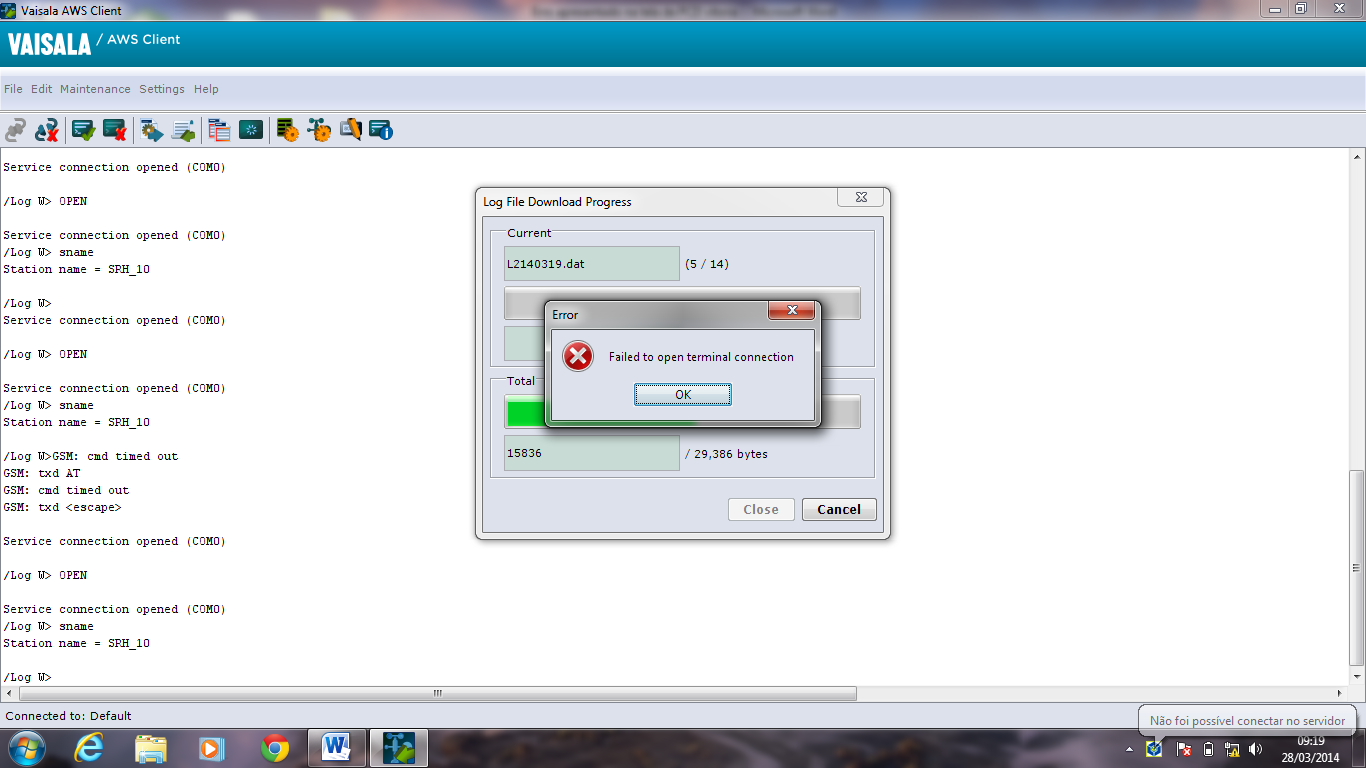 Vaisala AWS Client
VAISALA / AWS Client
File Edit Maintenance Settings Help
Service connection opened (COM0)
/Log W> OPEN
Service connection opened (COM0)
/Log W> sname
Station name = SRH_10
/Log W>
Service connection opened (COM0)
/Log W> OPEN
Service connection opened (COM0)
/Log W> sname
Station name = SRH_10
/Log W>GSM: cmd timed out
GSM: txd AT
GSM: cmd timed out
GSM: txd <escape>
Service connection opened (COM0)
/Log W> OPEN
Service connection opened (COM0)
/Log W> sname
Station name = SRH_10
/Log W>
Log File Download Progress
Current
L2140319.dat (5 / 14)
Error
Failed to open terminal connection
OK
Total
15836 / 29,386 bytes
Close Cancel
Connected to: Default
Não foi possível conectar no servidor
09:19
28/03/2014